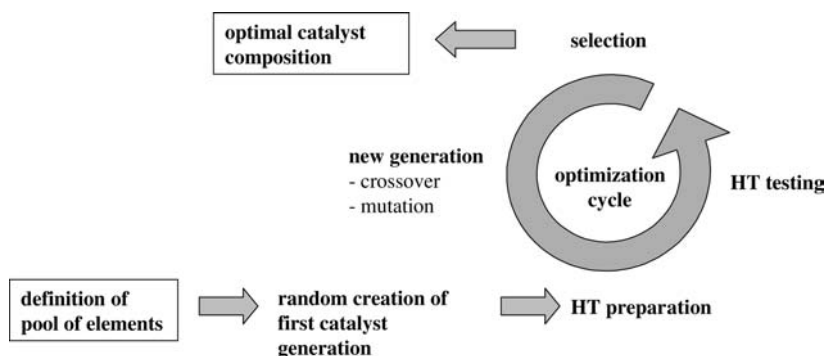 optimal catalyst
composition
selection
new generation
- crossover
- mutation
optimization
cycle
HT testing
definition of
pool of elements
random creation of
first catalyst
generation
HT preparation